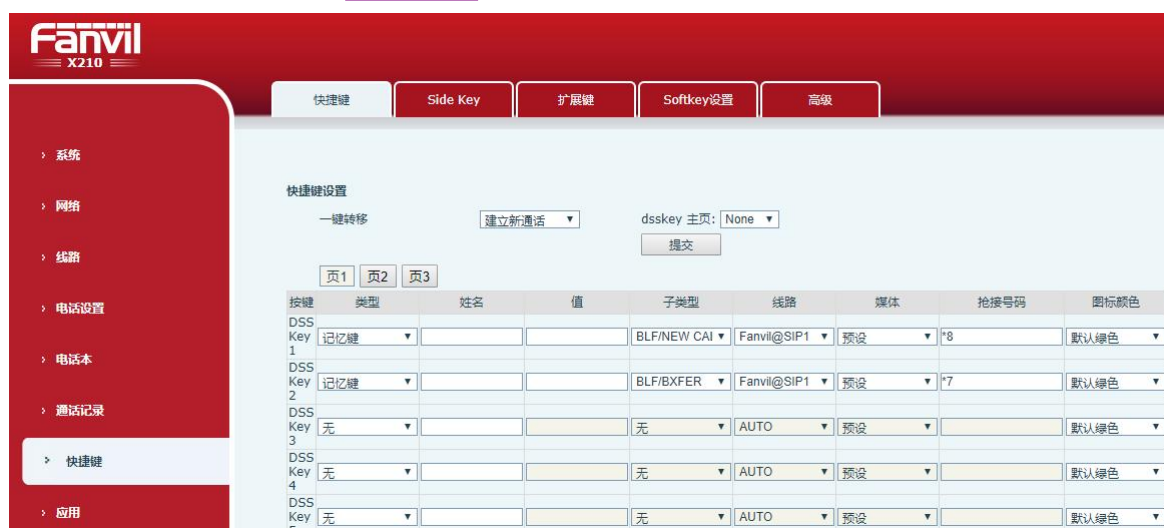 Fanvil
X210
快捷键 Side Key 扩展键 Softkey设置 高级
系统
网络
线路
电话设置
电话本
通话记录
快捷键
应用
快捷键设置
一键转移 建立新通话 dsskey 主页: None
提交
页1 页2 页3
按键 类型 姓名 值 子类型 线路 媒体 抢接号码 图标颜色
DSS Key 1 记忆键 BLF/NEW CAL Fanvil@SIP1 预设 *8 默认绿色
DSS Key 2 记忆键 BLF/BXFER Fanvil@SIP1 预设 *7 默认绿色
DSS Key 3 无 无 AUTO 预设 默认绿色
DSS Key 4 无 无 AUTO 预设 默认绿色
DSS Key 无 无 AUTO 预设 默认绿色